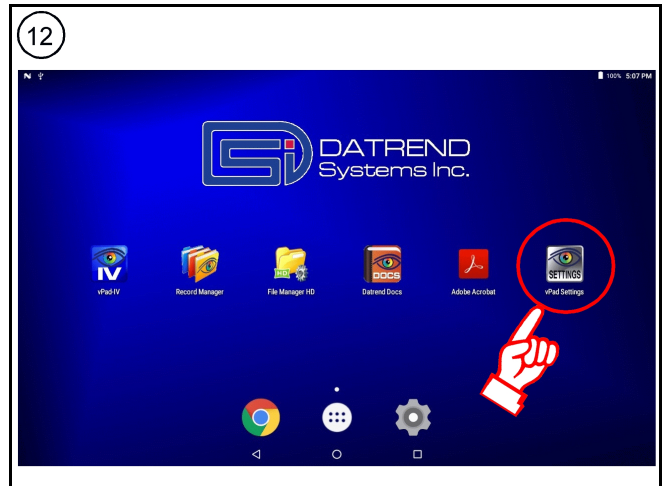 12
100% 5:07 PM
DATREND
Systems Inc.
IV
HD
DOCS
SETTINGS
vPad-IV
Record Manager
File Manager HD
Datrend Docs
Adobe Acrobat
vPad Settings